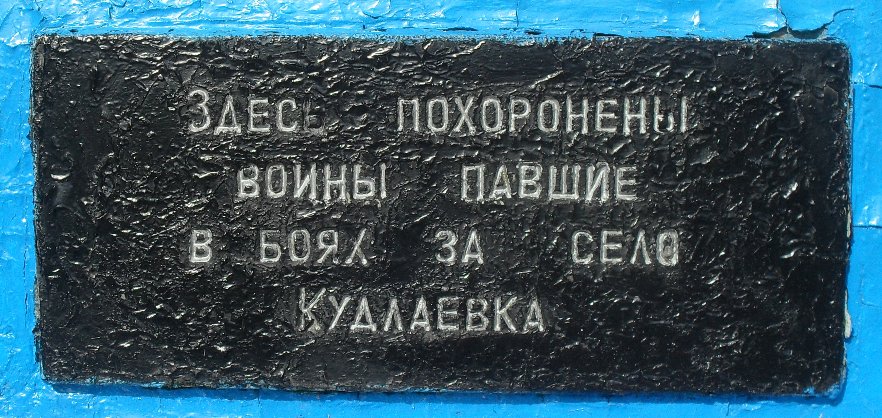 Здесь похоронены
воины павшие
в боях за село
Кудлаевка